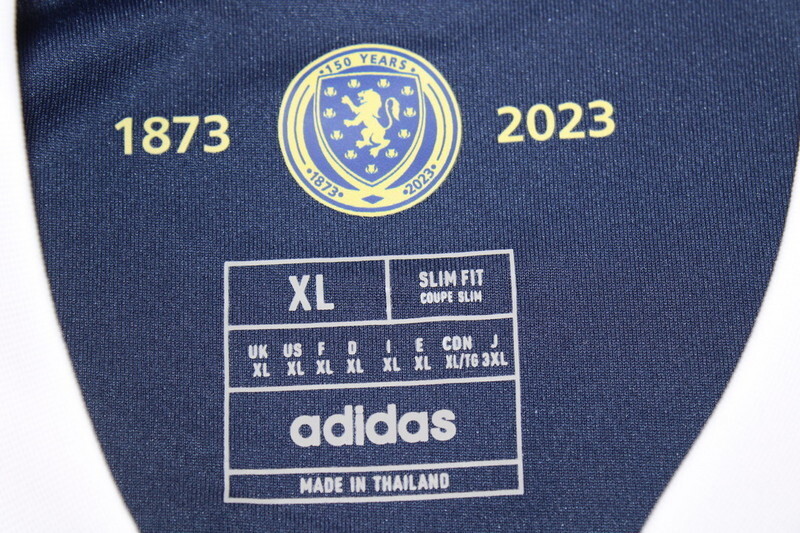 150 YEARS
1873 2023
1873 2023
XL SLIM FIT
COUPE SLIM
UK US F D I E CDN J
XL XL XL XL XL XL XL/TG 3XL
adidas
MADE IN THAILAND